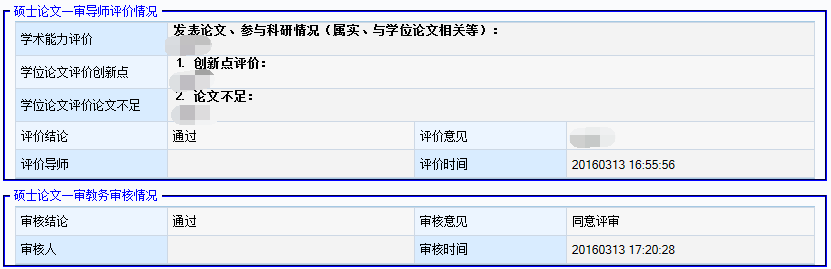 硕士论文一审导师评价情况
学术能力评价 发表论文、参与科研情况（属实、与学位论文相关等）：
学位论文评价创新点 1. 创新点评价：
学位论文评价论文不足 2. 论文不足：
评价结论 通过 评价意见
评价导师 评价时间 20160313 16:55:56
硕士论文一审教务审核情况
审核结论 通过 审核意见 同意评审
审核人 审核时间 20160313 17:20:28